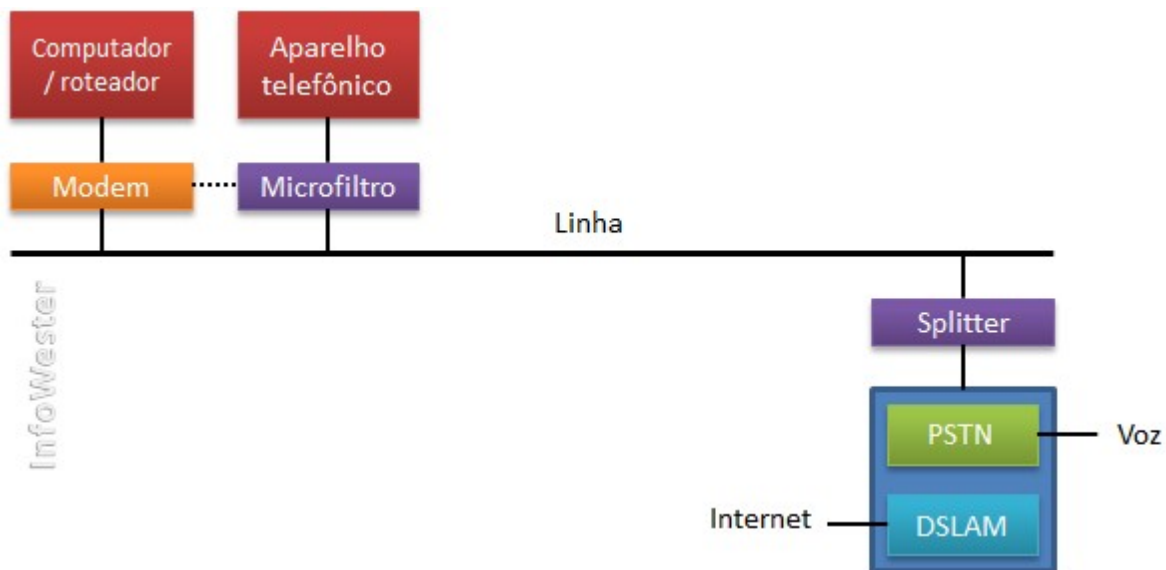 Computador
/ roteador
Aparelho
telefônico
Modem
Microfiltro
Linha
InfoWester
Splitter
PSTN
Voz
Internet
DSLAM